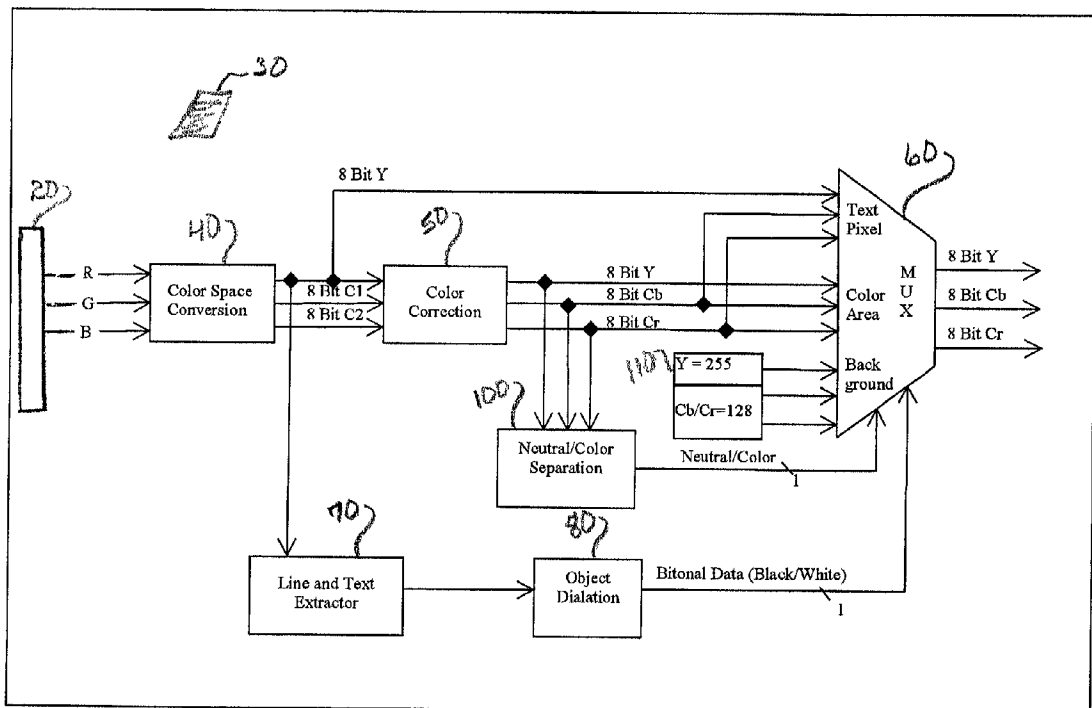 30
60
20
8 Bit Y
Text
Pixel
40
50
R
G
B
Color Space
Conversion
8 Bit C1
8 Bit C2
Color
Correction
8 Bit Y
8 Bit Cb
8 Bit Cr
Color
Area
M
U
X
8 Bit Y
8 Bit Cb
8 Bit Cr
110
Y = 255
Cb/Cr=128
Back
ground
100
Neutral/Color
Separation
Neutral/Color
1
70
80
Line and Text
Extractor
Object
Dialation
Bitonal Data (Black/White)
1